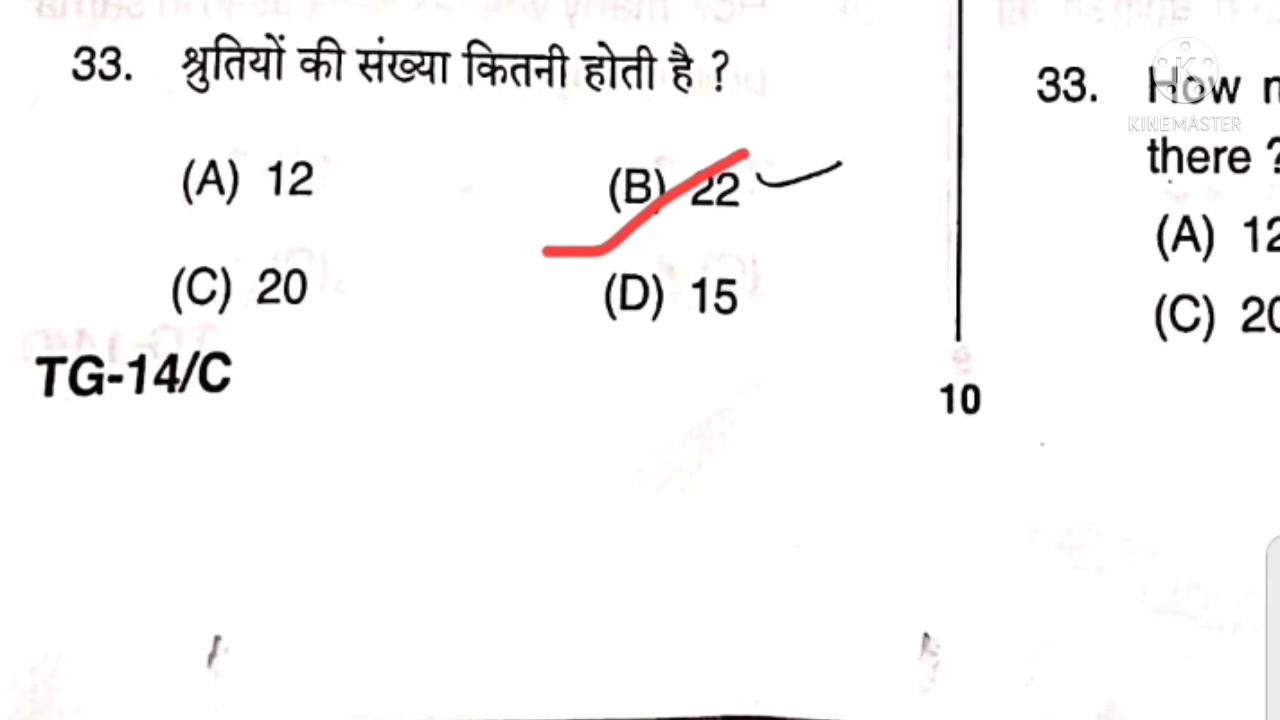 33. श्रुतियों की संख्या कितनी होती है ?
(A) 12
(B) 22
(C) 20
(D) 15
TG-14/C
10
33. How
there ?
(A) 12
(C) 20
KINEMASTER